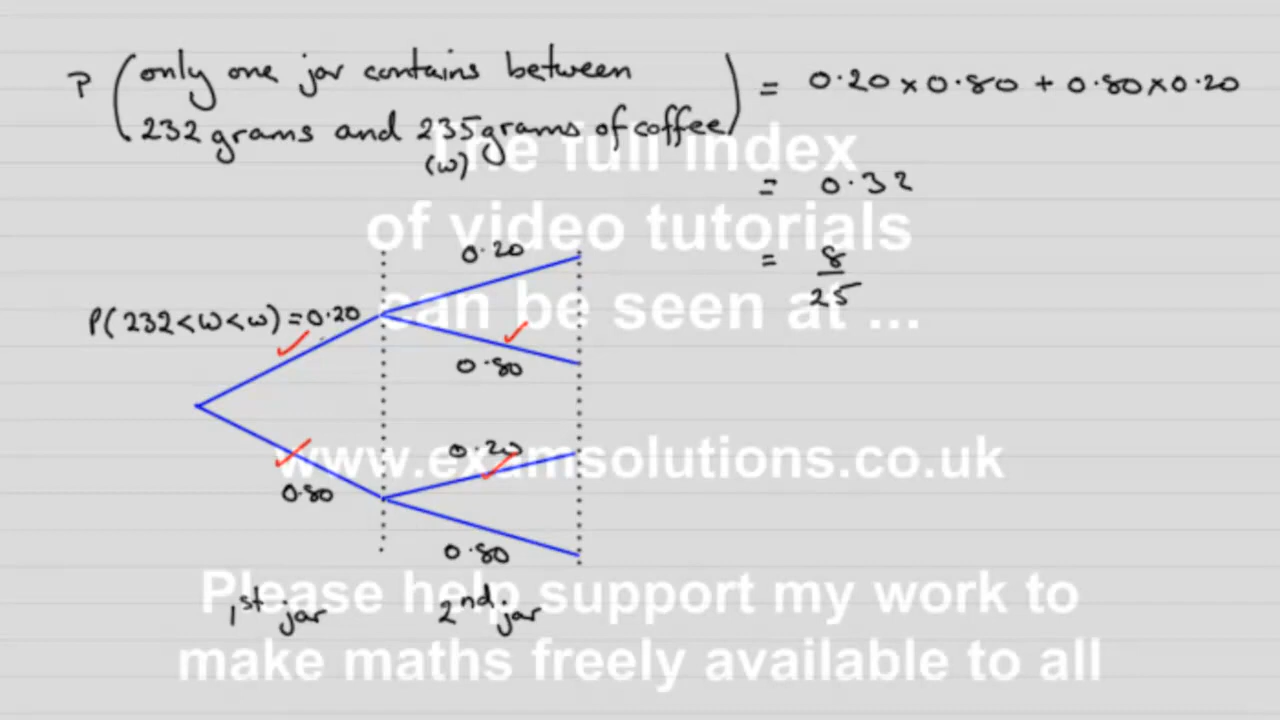 P (only one jar contains between
232 grams and 235 grams of coffee) = 0.20 × 0.80 + 0.80 × 0.20
(w)
= 0.32
= 8/25
The full index
of video tutorials
can be seen at ...
0.20
P(232<w<w) = 0.20
0.80
0.20
www.examsolutions.co.uk
0.80
0.80
1st jar 2nd jar
Please help support my work to
make maths freely available to all